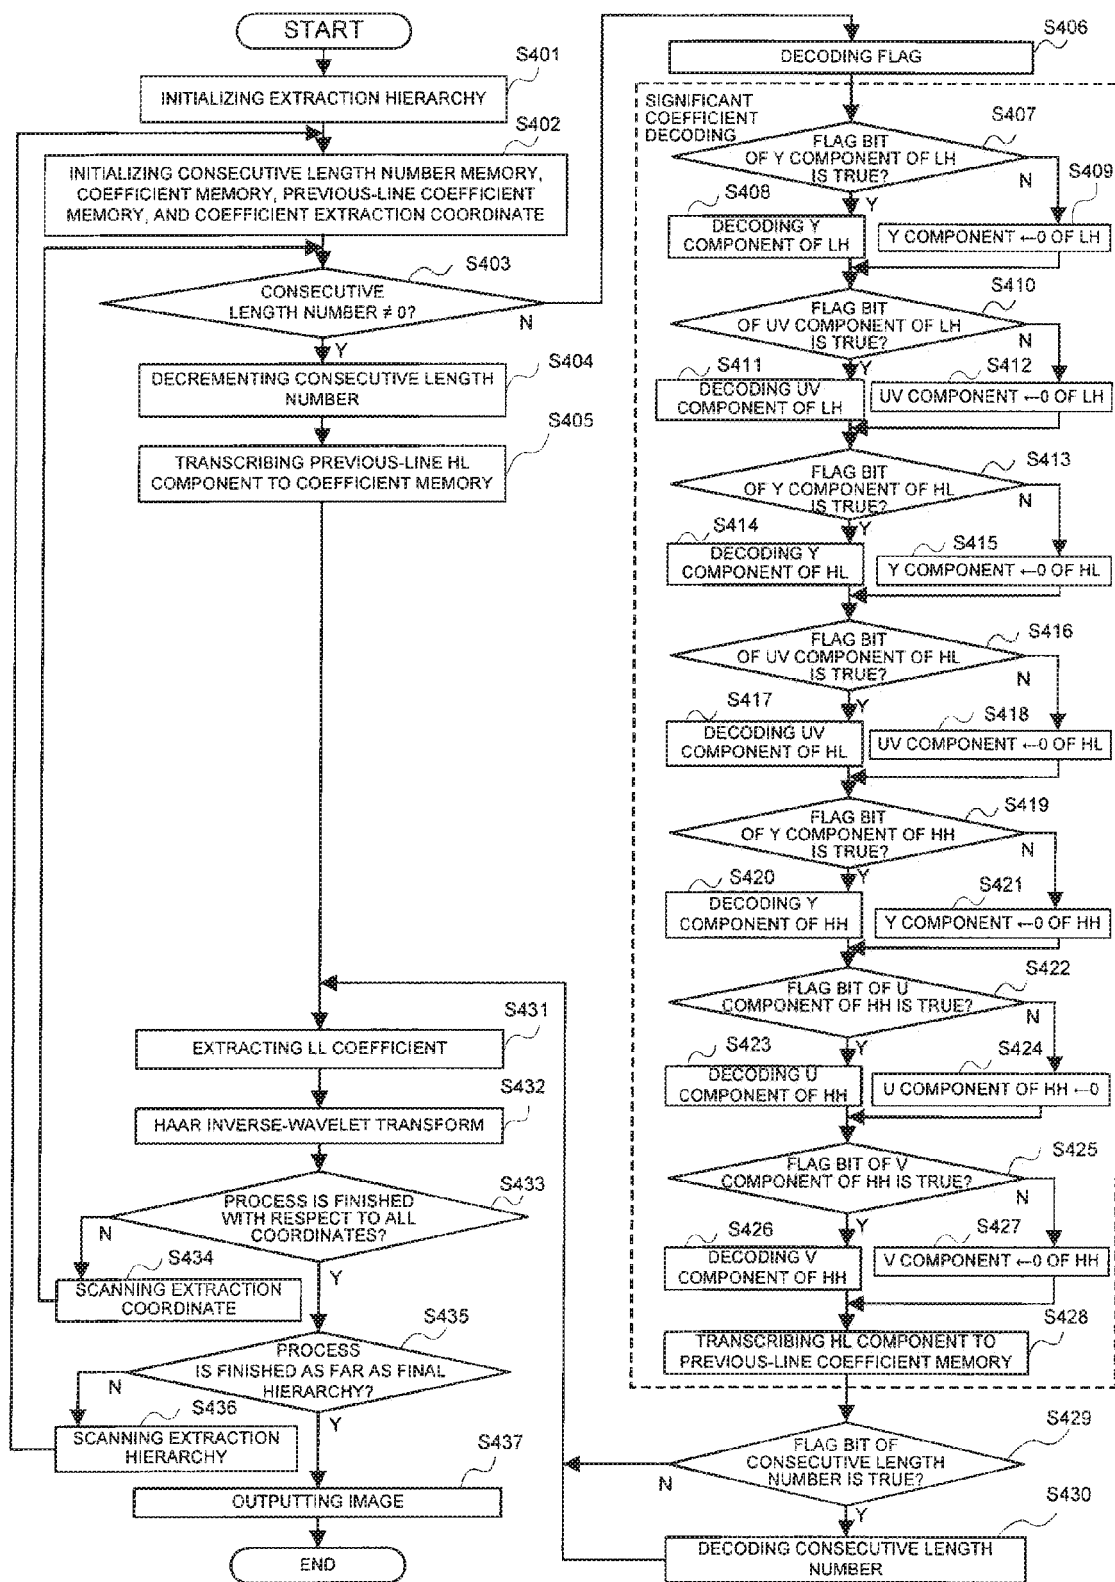 START
S401
INITIALIZING EXTRACTION HIERARCHY
S402
INITIALIZING CONSECUTIVE LENGTH NUMBER MEMORY,
COEFFICIENT MEMORY, PREVIOUS-LINE COEFFICIENT
MEMORY, AND COEFFICIENT EXTRACTION COORDINATE
S403
CONSECUTIVE
LENGTH NUMBER ≠ 0?
N
Y
S404
DECREMENTING CONSECUTIVE LENGTH
NUMBER
S405
TRANSCRIBING PREVIOUS-LINE HL
COMPONENT TO COEFFICIENT MEMORY
S406
DECODING FLAG
SIGNIFICANT
COEFFICIENT
DECODING
S407
FLAG BIT
OF Y COMPONENT OF LH
IS TRUE?
N
Y
S408
DECODING Y
COMPONENT OF LH
S409
Y COMPONENT ←0 OF LH
S410
FLAG BIT
OF UV COMPONENT OF LH
IS TRUE?
N
Y
S411
DECODING UV
COMPONENT OF LH
S412
UV COMPONENT ←0 OF LH
S413
FLAG BIT
OF Y COMPONENT OF HL
IS TRUE?
N
Y
S414
DECODING Y
COMPONENT OF HL
S415
Y COMPONENT ←0 OF HL
S416
FLAG BIT
OF UV COMPONENT OF HL
IS TRUE?
N
Y
S417
DECODING UV
COMPONENT OF HL
S418
UV COMPONENT ←0 OF HL
S419
FLAG BIT
OF Y COMPONENT OF HH
IS TRUE?
N
Y
S420
DECODING Y
COMPONENT OF HH
S421
Y COMPONENT ←0 OF HH
S422
FLAG BIT OF U
COMPONENT OF HH IS TRUE?
N
Y
S423
DECODING U
COMPONENT OF HH
S424
U COMPONENT OF HH ←0
S425
FLAG BIT OF V
COMPONENT OF HH IS TRUE?
N
Y
S426
DECODING V
COMPONENT OF HH
S427
V COMPONENT ←0 OF HH
S428
TRANSCRIBING HL COMPONENT TO
PREVIOUS-LINE COEFFICIENT MEMORY
S429
FLAG BIT OF
CONSECUTIVE LENGTH
NUMBER IS TRUE?
N
Y
S430
DECODING CONSECUTIVE LENGTH
NUMBER
S431
EXTRACTING LL COEFFICIENT
S432
HAAR INVERSE-WAVELET TRANSFORM
S433
PROCESS IS FINISHED
WITH RESPECT TO ALL
COORDINATES?
N
Y
S434
SCANNING EXTRACTION
COORDINATE
S435
PROCESS
IS FINISHED AS FAR AS FINAL
HIERARCHY?
N
Y
S436
SCANNING EXTRACTION
HIERARCHY
S437
OUTPUTTING IMAGE
END